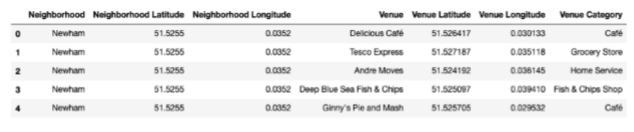 Neighborhood Neighborhood Latitude Neighborhood Longitude Venue Venue Latitude Venue Longitude Venue Category
0 Newham 51.5255 0.0352 Delicious Café 51.526417 0.030133 Café
1 Newham 51.5255 0.0352 Tesco Express 51.527187 0.035118 Grocery Store
2 Newham 51.5255 0.0352 Andre Moves 51.524192 0.036145 Home Service
3 Newham 51.5255 0.0352 Deep Blue Sea Fish & Chips 51.525097 0.039410 Fish & Chips Shop
4 Newham 51.5255 0.0352 Ginny's Pie and Mash 51.525705 0.029532 Café